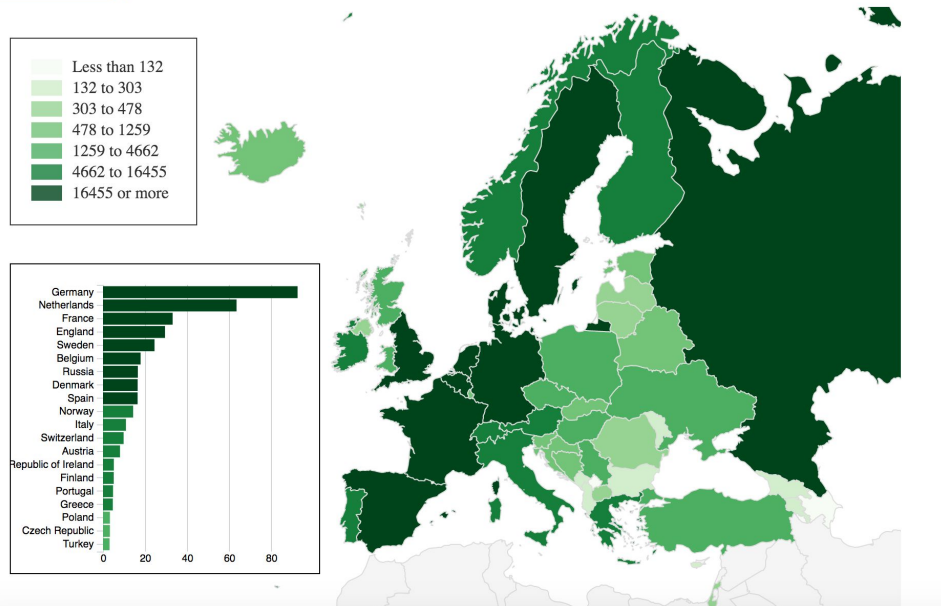 Less than 132
132 to 303
303 to 478
478 to 1259
1259 to 4662
4662 to 16455
16455 or more
Germany
Netherlands
France
England
Sweden
Belgium
Russia
Denmark
Spain
Norway
Italy
Switzerland
Austria
Republic of Ireland
Finland
Portugal
Greece
Poland
Czech Republic
Turkey
0 20 40 60 80